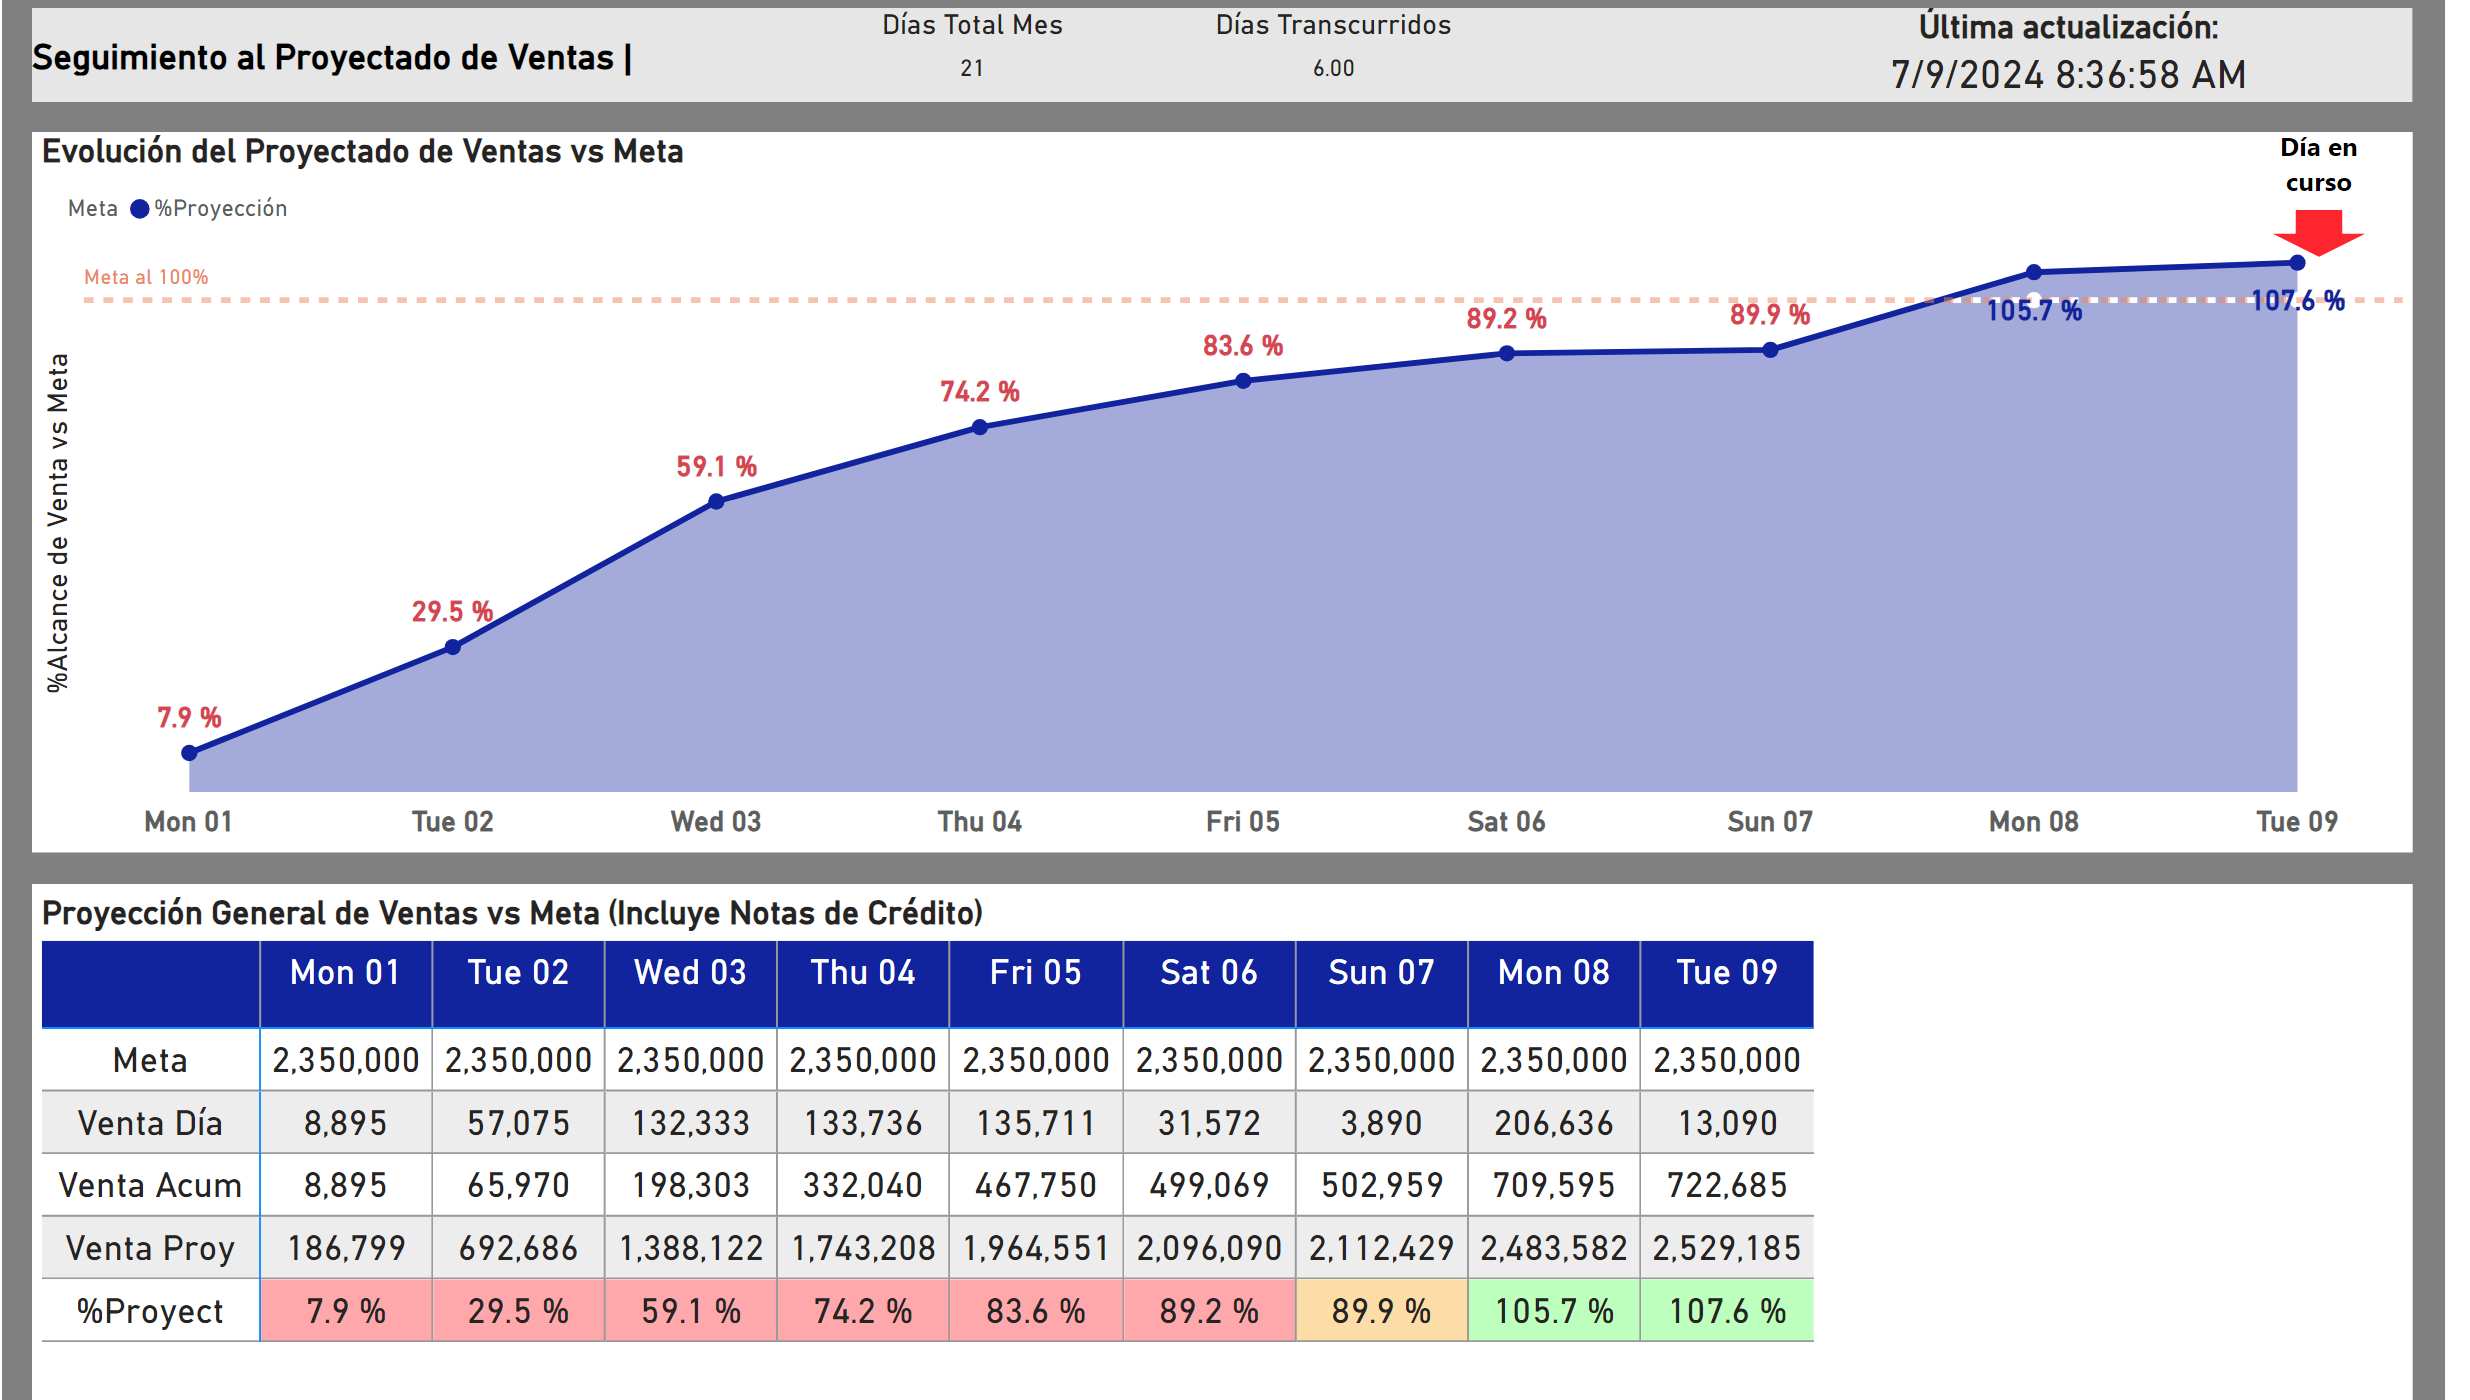 Seguimiento al Proyectado de Ventas |
Días Total Mes
21
Días Transcurridos
6.00
Última actualización:
7/9/2024 8:36:58 AM
Evolución del Proyectado de Ventas vs Meta
Día en
curso
Meta %Proyección
Meta al 100%
%Alcance de Venta vs Meta
7.9 %
29.5 %
59.1 %
74.2 %
83.6 %
89.2 %
89.9 %
105.7 %
107.6 %
Mon 01 Tue 02 Wed 03 Thu 04 Fri 05 Sat 06 Sun 07 Mon 08 Tue 09
Proyección General de Ventas vs Meta (Incluye Notas de Crédito)
Mon 01 Tue 02 Wed 03 Thu 04 Fri 05 Sat 06 Sun 07 Mon 08 Tue 09
Meta 2,350,000 2,350,000 2,350,000 2,350,000 2,350,000 2,350,000 2,350,000 2,350,000 2,350,000
Venta Día 8,895 57,075 132,333 133,736 135,711 31,572 3,890 206,636 13,090
Venta Acum 8,895 65,970 198,303 332,040 467,750 499,069 502,959 709,595 722,685
Venta Proy 186,799 692,686 1,388,122 1,743,208 1,964,551 2,096,090 2,112,429 2,483,582 2,529,185
%Proyect 7.9 % 29.5 % 59.1 % 74.2 % 83.6 % 89.2 % 89.9 % 105.7 % 107.6 %